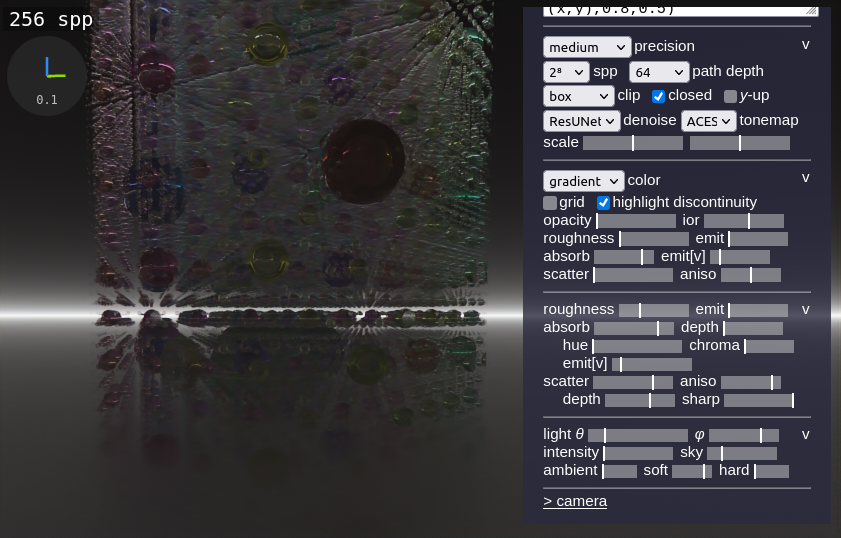 256 spp
0.1
(x,y),0.8,0.5)
medium precision v
2⁸ spp 64 path depth
box clip closed y-up
ResUNet denoise ACES tonemap
scale
gradient color v
grid highlight discontinuity
opacity ior
roughness emit
absorb emit[v]
scatter aniso
roughness emit v
absorb depth
hue chroma
emit[v]
scatter aniso
depth sharp
light θ φ v
intensity sky
ambient soft hard
> camera